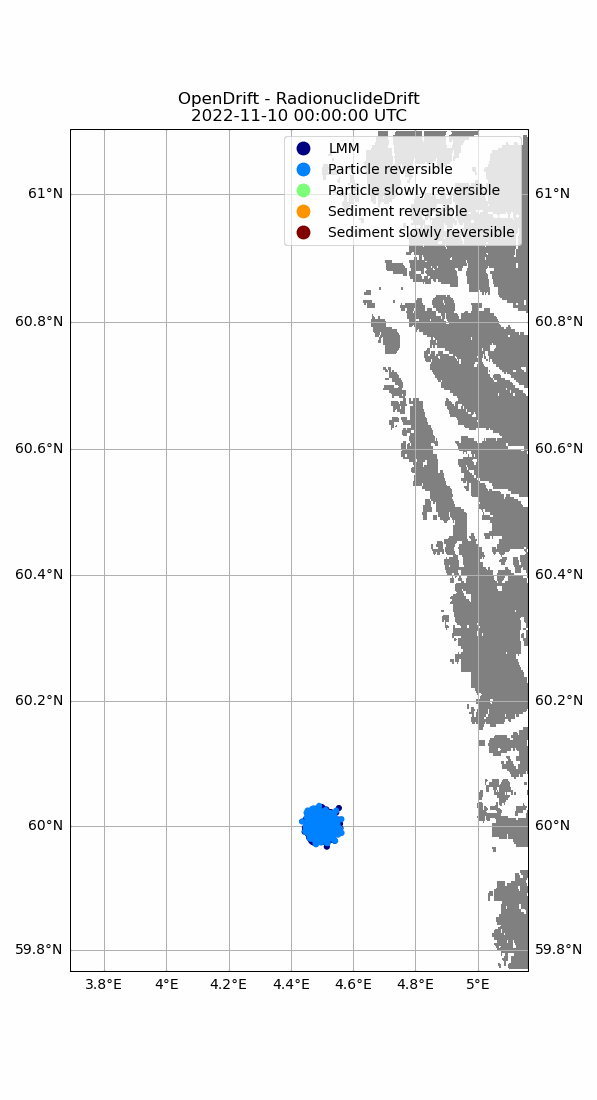 OpenDrift - RadionuclideDrift
2022-11-10 00:00:00 UTC
LMM
Particle reversible
Particle slowly reversible
Sediment reversible
Sediment slowly reversible
61°N 61°N
60.8°N 60.8°N
60.6°N 60.6°N
60.4°N 60.4°N
60.2°N 60.2°N
60°N 60°N
59.8°N 59.8°N
3.8°E 4°E 4.2°E 4.4°E 4.6°E 4.8°E 5°E